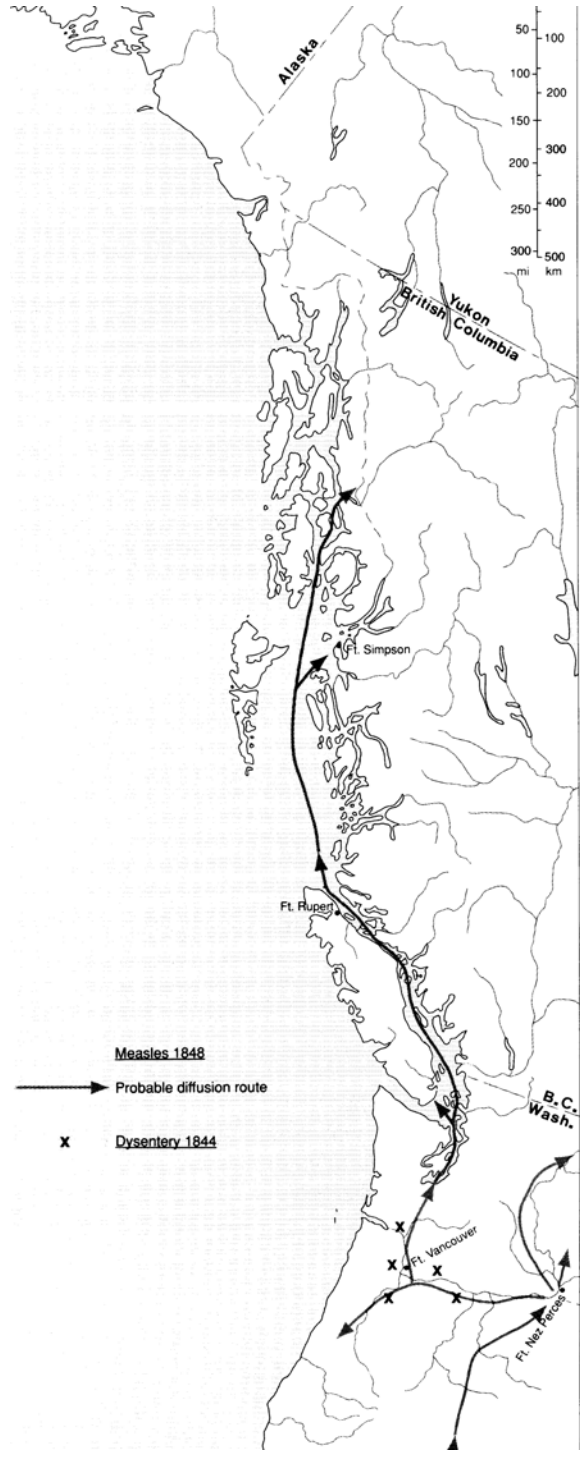 Alaska
50
100
100
200
150
300
200
250
400
300
500
mi
km
Yukon
British Columbia
Ft. Simpson
Ft. Rupert
Measles 1848
Probable diffusion route
x Dysentery 1844
B.C.
Wash.
x
Ft. Vancouver
x
x
x
x
Ft. Nez Perces